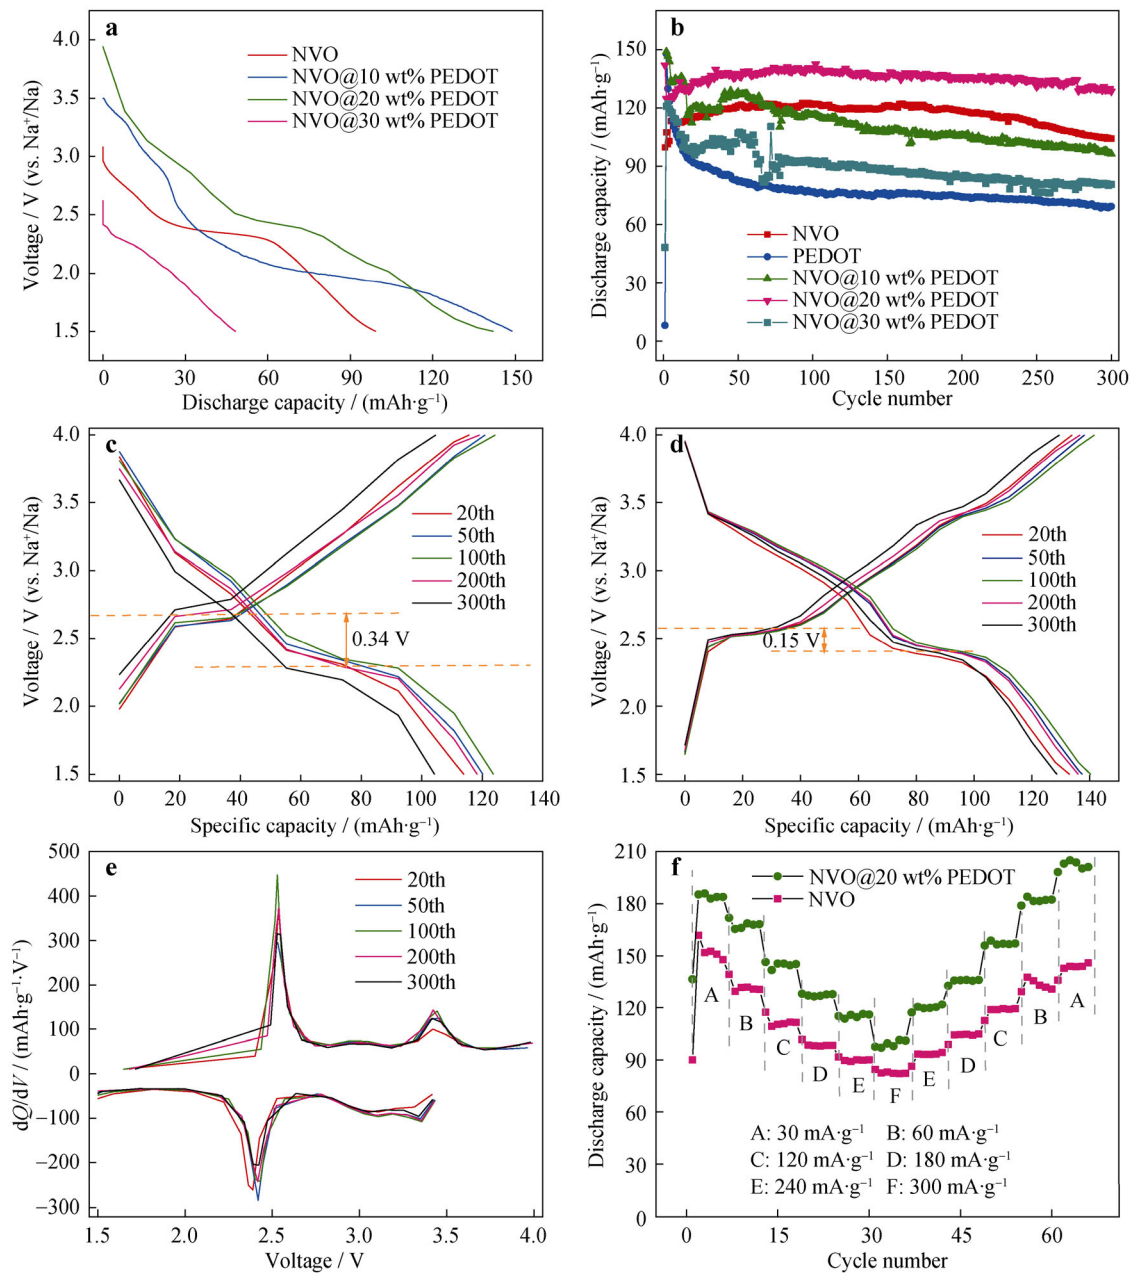 a
4.0
3.5
3.0
2.5
2.0
1.5
Voltage / V (vs. Na⁺/Na)
NVO
NVO@10 wt% PEDOT
NVO@20 wt% PEDOT
NVO@30 wt% PEDOT
0 30 60 90 120 150
Discharge capacity / (mAh·g⁻¹)
b
150
120
90
60
30
0
Discharge capacity / (mAh·g⁻¹)
NVO
PEDOT
NVO@10 wt% PEDOT
NVO@20 wt% PEDOT
NVO@30 wt% PEDOT
0 50 100 150 200 250 300
Cycle number
c
4.0
3.5
3.0
2.5
2.0
1.5
Voltage / V (vs. Na⁺/Na)
20th
50th
100th
200th
300th
0.34 V
0 20 40 60 80 100 120 140
Specific capacity / (mAh·g⁻¹)
d
4.0
3.5
3.0
2.5
2.0
1.5
Voltage / V (vs. Na⁺/Na)
20th
50th
100th
200th
300th
0.15 V
0 20 40 60 80 100 120 140
Specific capacity / (mAh·g⁻¹)
e
500
400
300
200
100
0
−100
−200
−300
dQ/dV / (mAh·g⁻¹·V⁻¹)
20th
50th
100th
200th
300th
1.5 2.0 2.5 3.0 3.5 4.0
Voltage / V
f
210
180
150
120
90
60
30
0
Discharge capacity / (mAh·g⁻¹)
NVO@20 wt% PEDOT
NVO
A
B
C
D
E
F
E
D
C
B
A
A: 30 mA·g⁻¹ B: 60 mA·g⁻¹
C: 120 mA·g⁻¹ D: 180 mA·g⁻¹
E: 240 mA·g⁻¹ F: 300 mA·g⁻¹
0 15 30 45 60
Cycle number